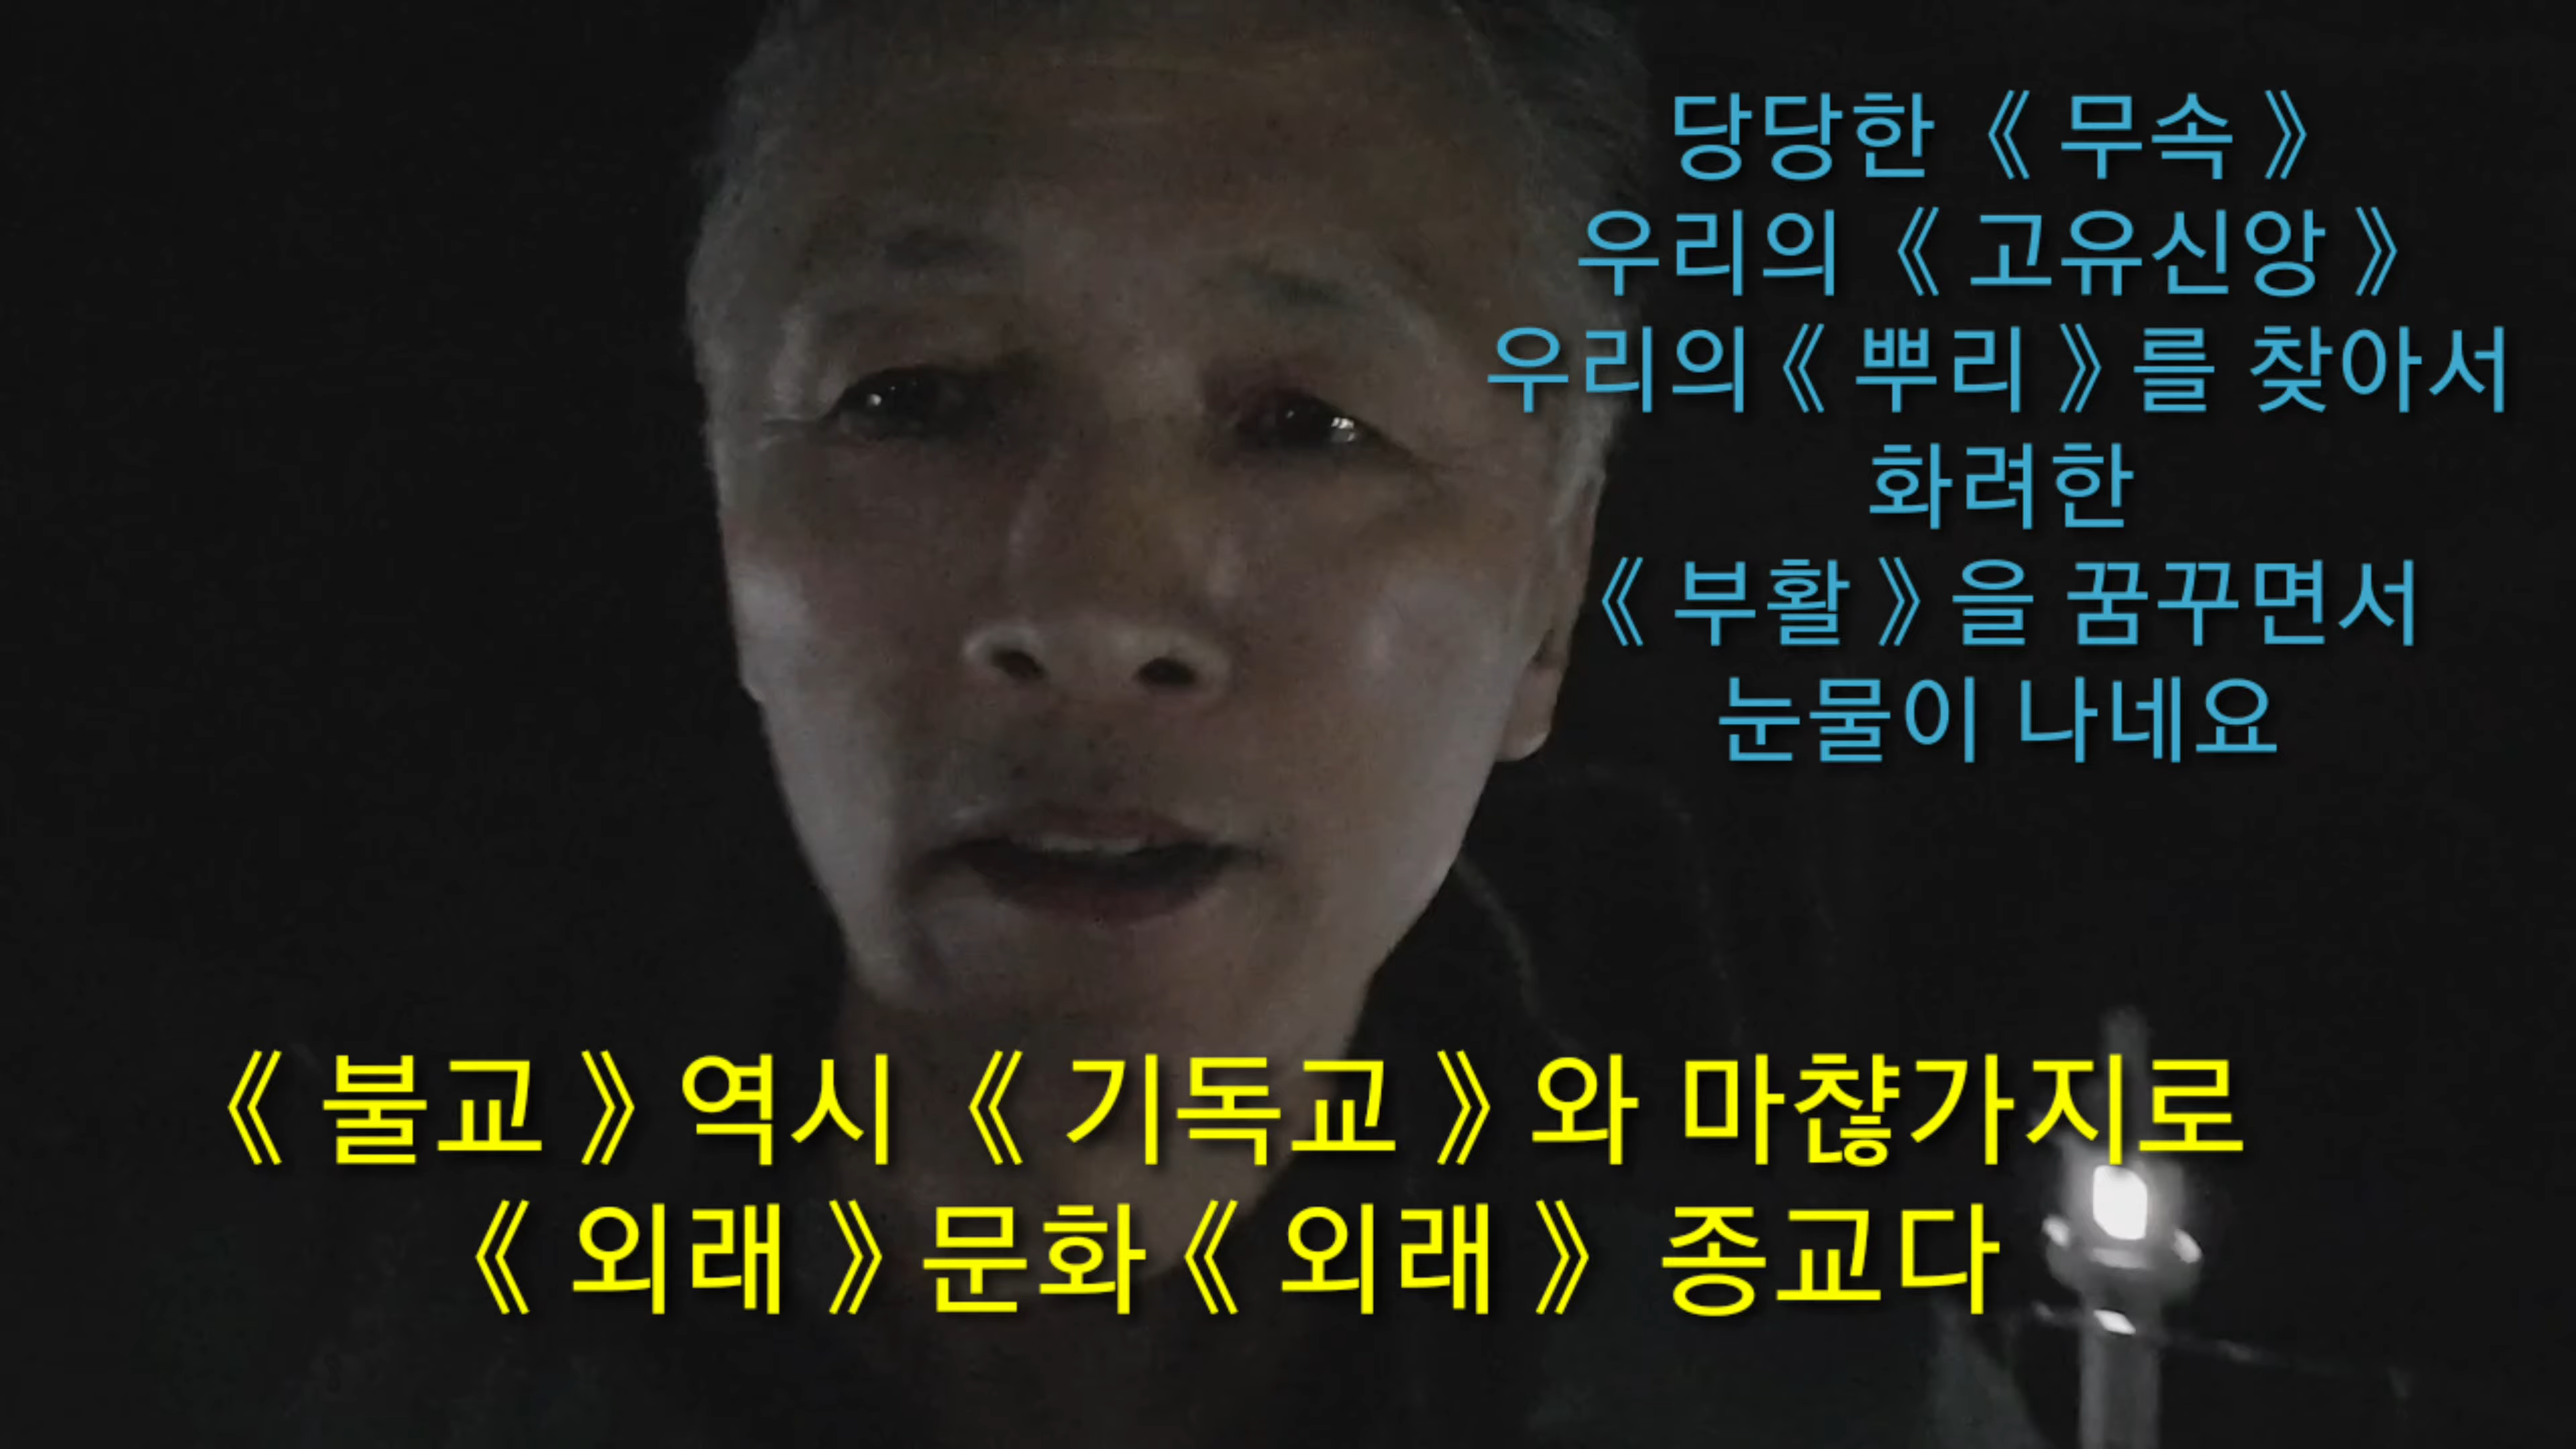 당당한 《 무속 》
우리의 《 고유신앙 》
우리의 《 뿌리 》를 찾아서
화려한
《 부활 》을 꿈꾸면서
눈물이 나네요
《 불교 》역시 《 기독교 》와 마챦가지로
《 외래 》문화 《 외래 》 종교다